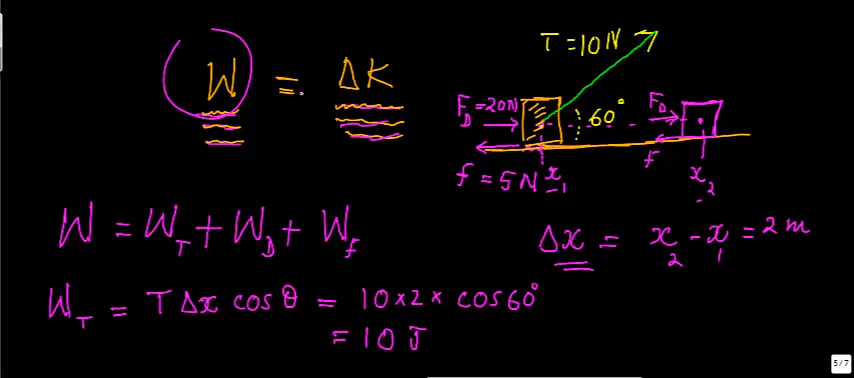 W = ΔK
T = 10N
F_D = 20N
60°
F_D
f = 5N
x_1
F
x_2
W = W_T + W_D + W_f
Δx = x_2 - x_1 = 2m
W_T = T Δx cos θ = 10 × 2 × cos 60°
= 10 J
5/7